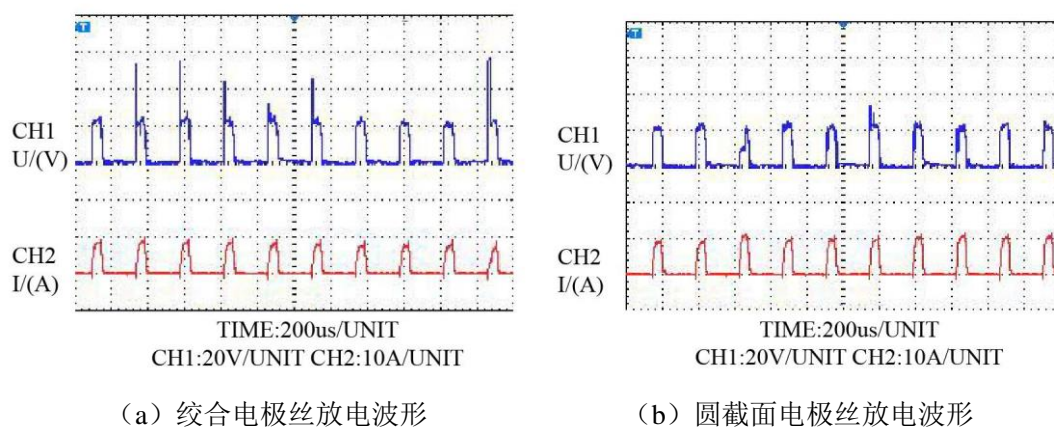 T
CH1
U/(V)
CH2
I/(A)
TIME:200us/UNIT
CH1:20V/UNIT CH2:10A/UNIT
（a）绞合电极丝放电波形
T
CH1
U/(V)
CH2
I/(A)
TIME:200us/UNIT
CH1:20V/UNIT CH2:10A/UNIT
（b）圆截面电极丝放电波形